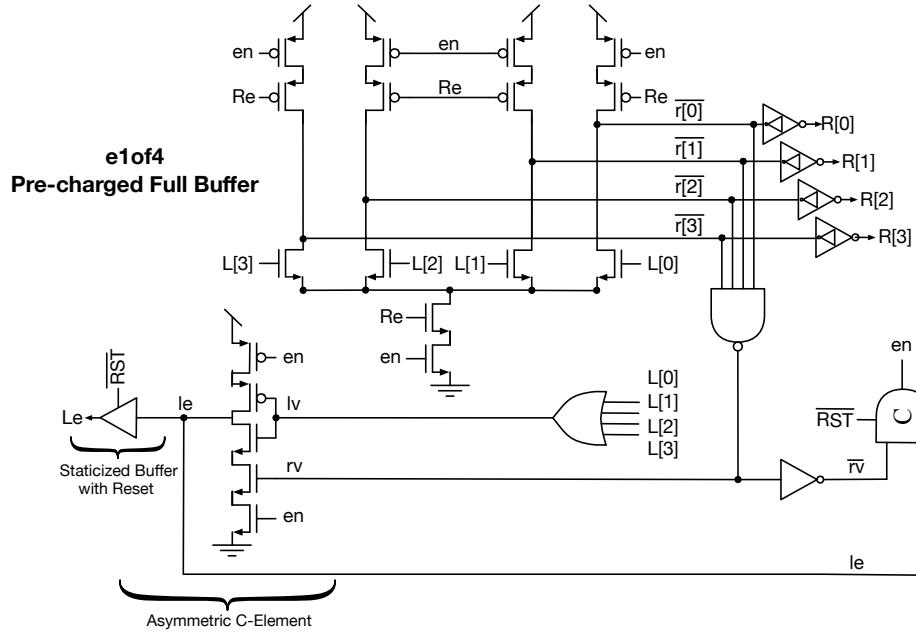 en
en
en
Re
Re
Re
r[0]
R[0]
r[1]
R[1]
r[2]
R[2]
r[3]
R[3]
e1of4
Pre-charged Full Buffer
L[3]
L[2]
L[1]
L[0]
Re
en
RST
en
Le
le
lv
L[0]
L[1]
L[2]
L[3]
en
RST
C
Staticized Buffer
with Reset
rv
rv
en
le
Asymmetric C-Element